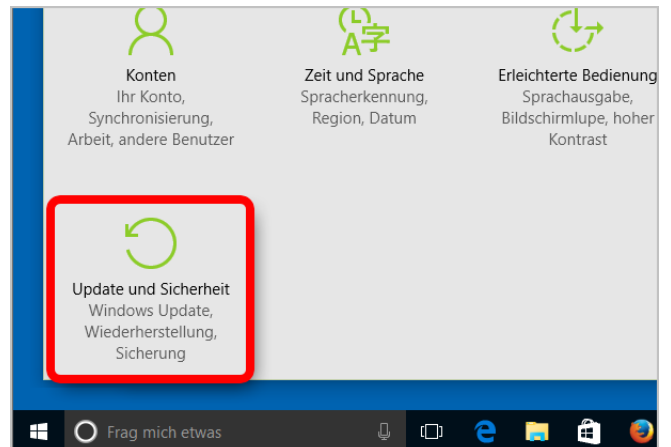 Konten
Ihr Konto,
Synchronisierung,
Arbeit, andere Benutzer
Zeit und Sprache
Spracherkennung,
Region, Datum
Erleichterte Bedienung
Sprachausgabe,
Bildschirmlupe, hoher
Kontrast
Update und Sicherheit
Windows Update,
Wiederherstellung,
Sicherung
Frag mich etwas